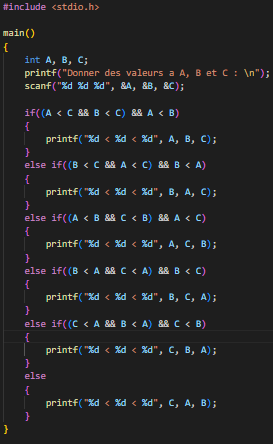 #include <stdio.h>
main()
{
    int A, B, C;
    printf("Donner des valeurs a A, B et C : \n");
    scanf("%d %d %d", &A, &B, &C);
    if((A < C && B < C) && A < B)
    {
        printf("%d < %d < %d", A, B, C);
    }
    else if((B < C && A < C) && B < A)
    {
        printf("%d < %d < %d", B, A, C);
    }
    else if((A < B && C < B) && A < C)
    {
        printf("%d < %d < %d", A, C, B);
    }
    else if((B < A && C < A) && B < C)
    {
        printf("%d < %d < %d", B, C, A);
    }
    else if((C < A && B < A) && C < B)
    {
        printf("%d < %d < %d", C, B, A);
    }
    else
    {
        printf("%d < %d < %d", C, A, B);
    }
}